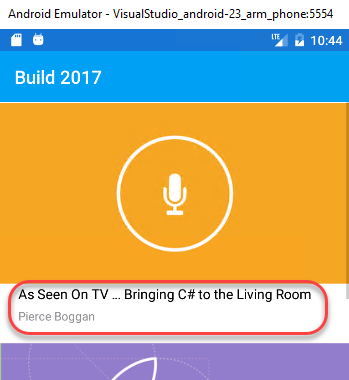 Android Emulator - VisualStudio_android-23_arm_phone:5554
LTE 10:44
Build 2017
As Seen On TV ... Bringing C# to the Living Room
Pierce Boggan